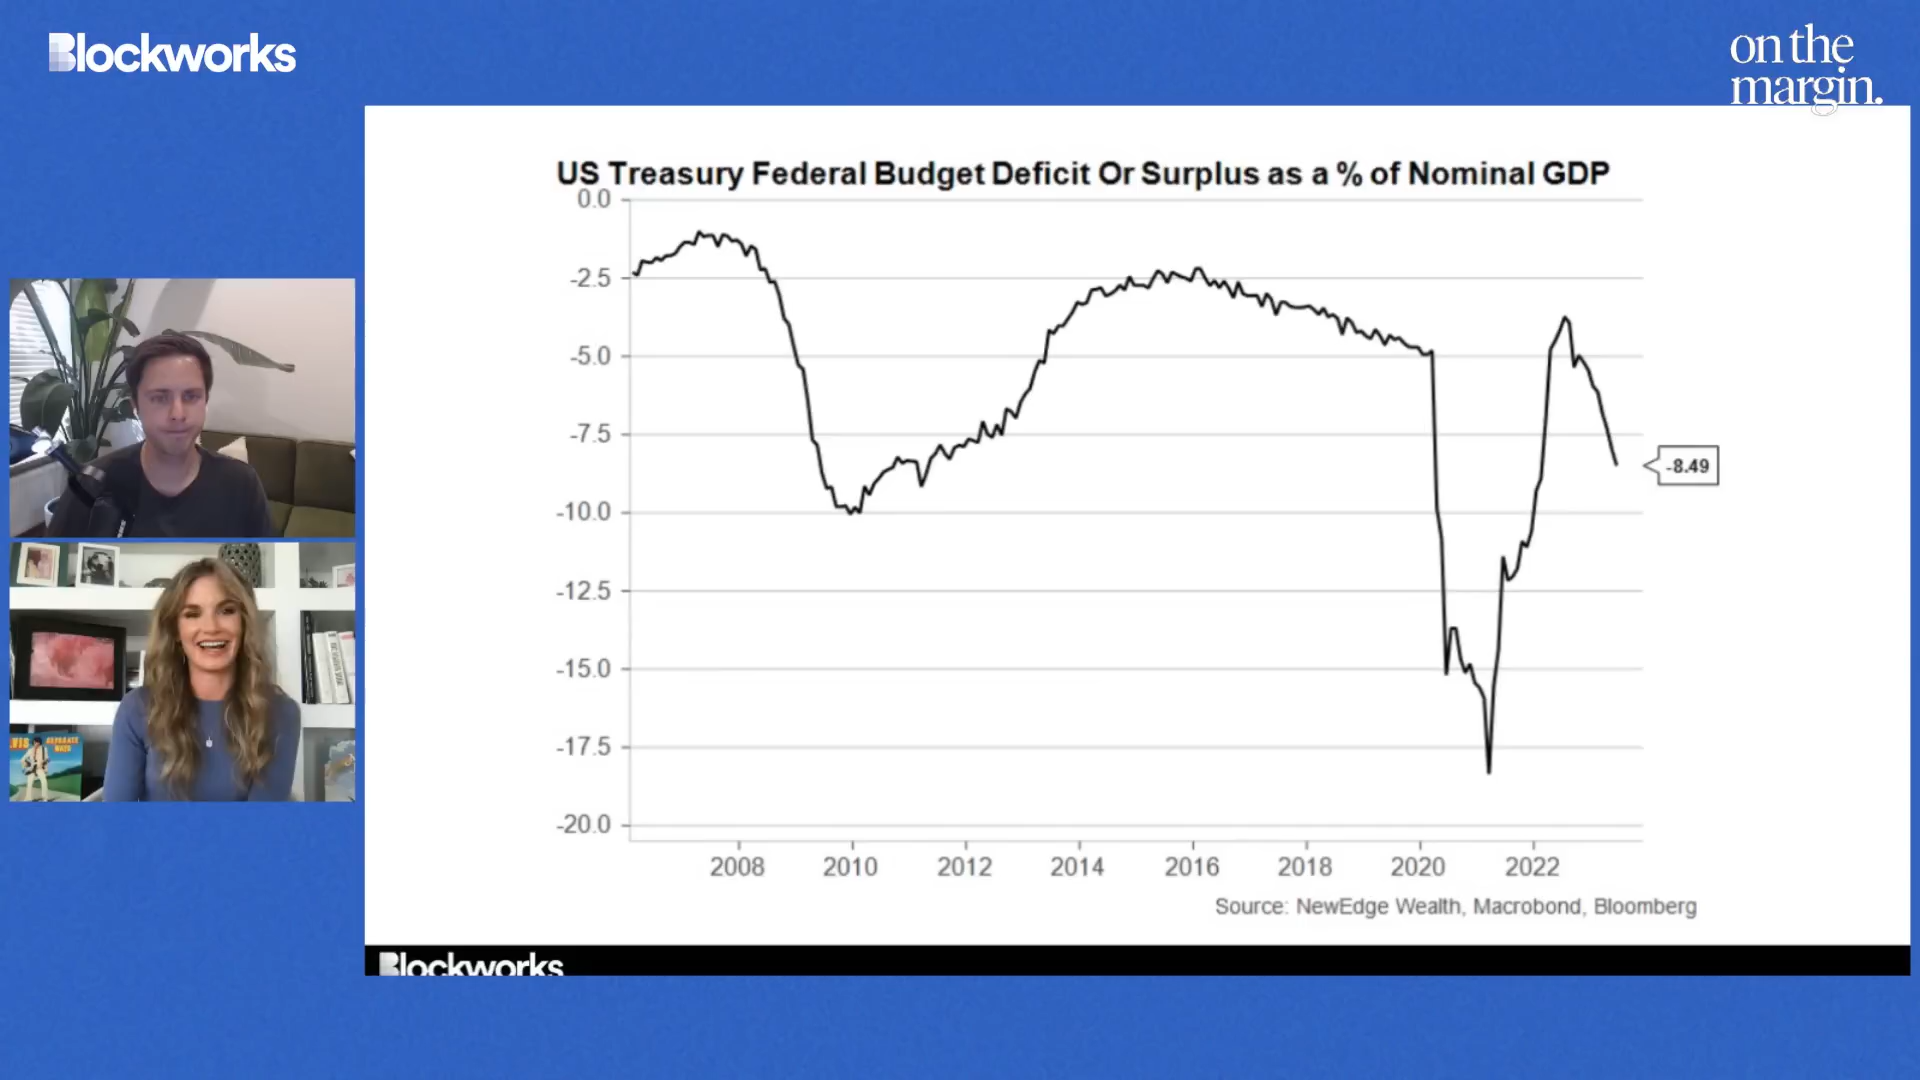 Blockworks
on the
margin.
US Treasury Federal Budget Deficit Or Surplus as a % of Nominal GDP
0.0
-2.5
-5.0
-7.5
-10.0
-12.5
-15.0
-17.5
-20.0
-8.49
2008 2010 2012 2014 2016 2018 2020 2022
Source: NewEdge Wealth, Macrobond, Bloomberg
Blockworks
SEPARATE
WAYS